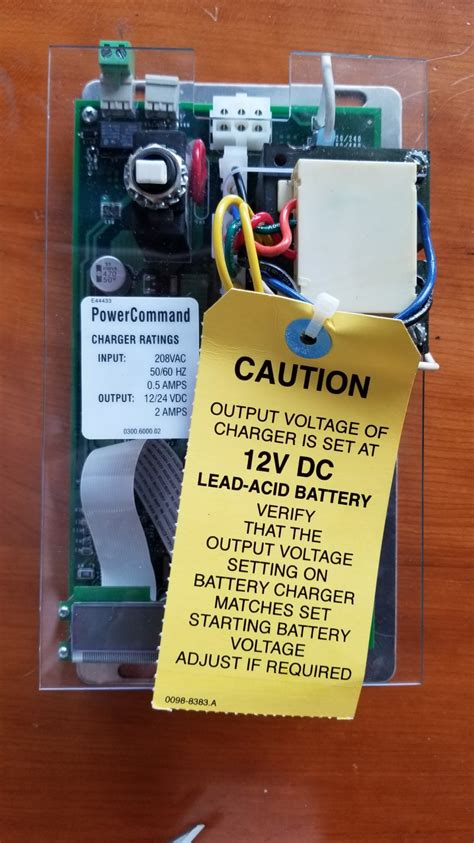 E44433
PowerCommand
CHARGER RATINGS
INPUT: 208VAC
50/60 HZ
0.5 AMPS
OUTPUT: 12/24 VDC
2 AMPS
0300.6000 02
CAUTION
OUTPUT VOLTAGE OF
CHARGER IS SET AT
12V DC
LEAD-ACID BATTERY
VERIFY
THAT THE
OUTPUT VOLTAGE
SETTING ON
BATTERY CHARGER
MATCHES SET
STARTING BATTERY
VOLTAGE
ADJUST IF REQUIRED
0098-8383.A